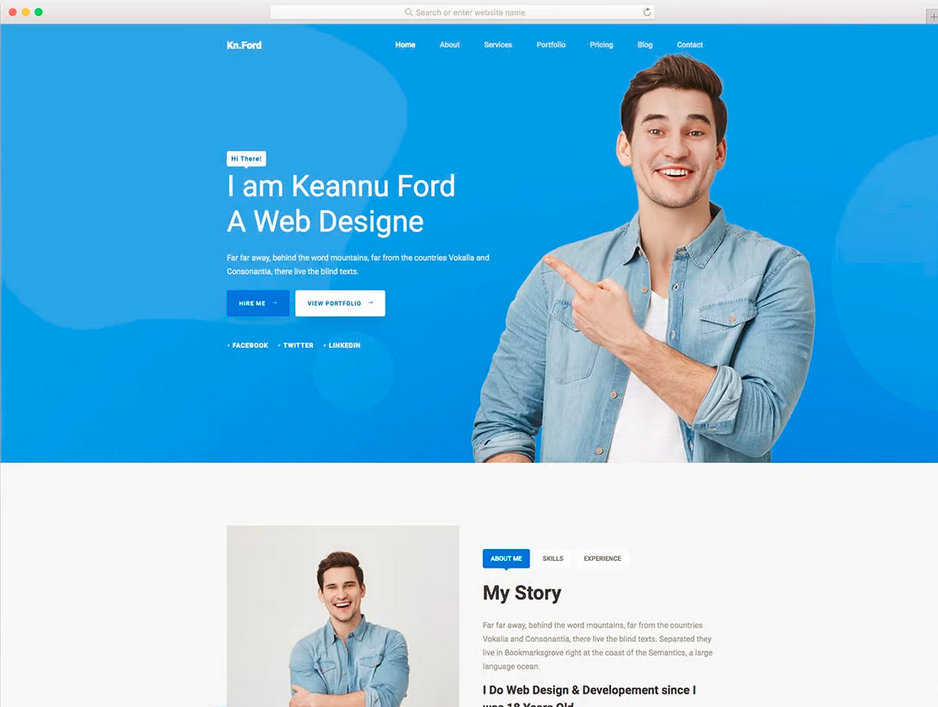 Search or enter website name
Kn.Ford
Home About Services Portfolio Pricing Blog Contact
Hi There!
I am Keannu Ford
A Web Designe
Far far away, behind the word mountains, far from the countries Vokalia and
Consonantia, there live the blind texts.
HIRE ME → VIEW PORTFOLIO →
• FACEBOOK • TWITTER • LINKEDIN
ABOUT ME SKILLS EXPERIENCE
My Story
Far far away, behind the word mountains, far from the countries
Vokalia and Consonantia, there live the blind texts. Separated they
live in Bookmarksgrove right at the coast of the Semantics, a large
language ocean.
I Do Web Design & Developement since I
was 18 Years Old